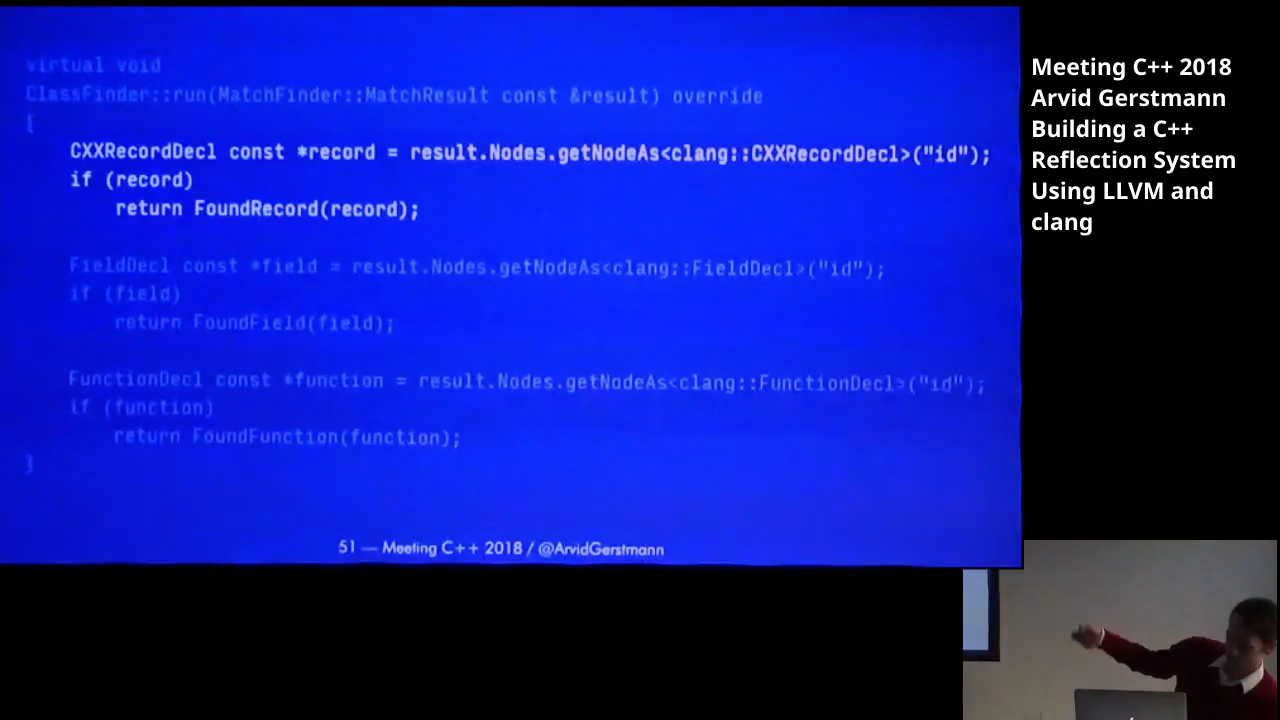 virtual void
ClassFinder::run(MatchFinder::MatchResult const &result) override
{
CXXRecordDecl const *record = result.Nodes.getNodeAs<clang::CXXRecordDecl>("id");
if (record)
return FoundRecord(record);
FieldDecl const *field = result.Nodes.getNodeAs<clang::FieldDecl>("id");
if (field)
return FoundField(field);
FunctionDecl const *function = result.Nodes.getNodeAs<clang::FunctionDecl>("id");
if (function)
return FoundFunction(function);
}
51 — Meeting C++ 2018 / @ArvidGerstmann
Meeting C++ 2018
Arvid Gerstmann
Building a C++
Reflection System
Using LLVM and
clang